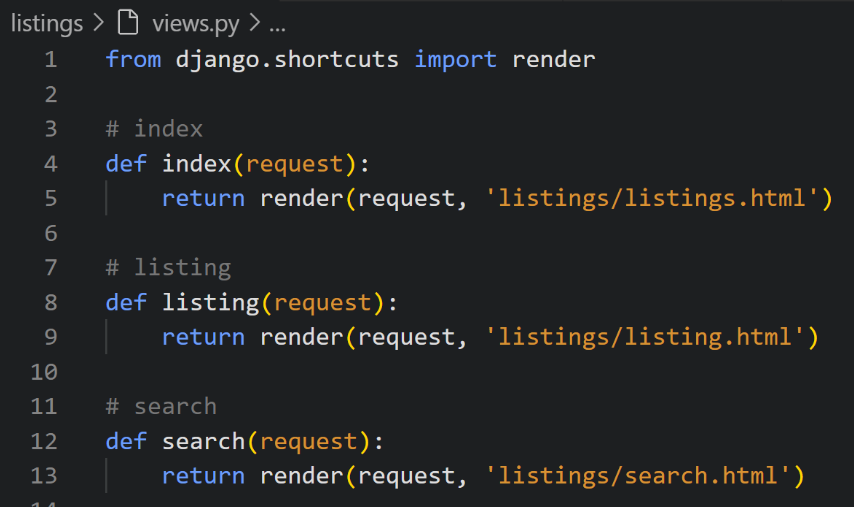 listings > views.py > ...
1 from django.shortcuts import render
2
3 # index
4 def index(request):
5     return render(request, 'listings/listings.html')
6
7 # listing
8 def listing(request):
9     return render(request, 'listings/listing.html')
10
11 # search
12 def search(request):
13     return render(request, 'listings/search.html')